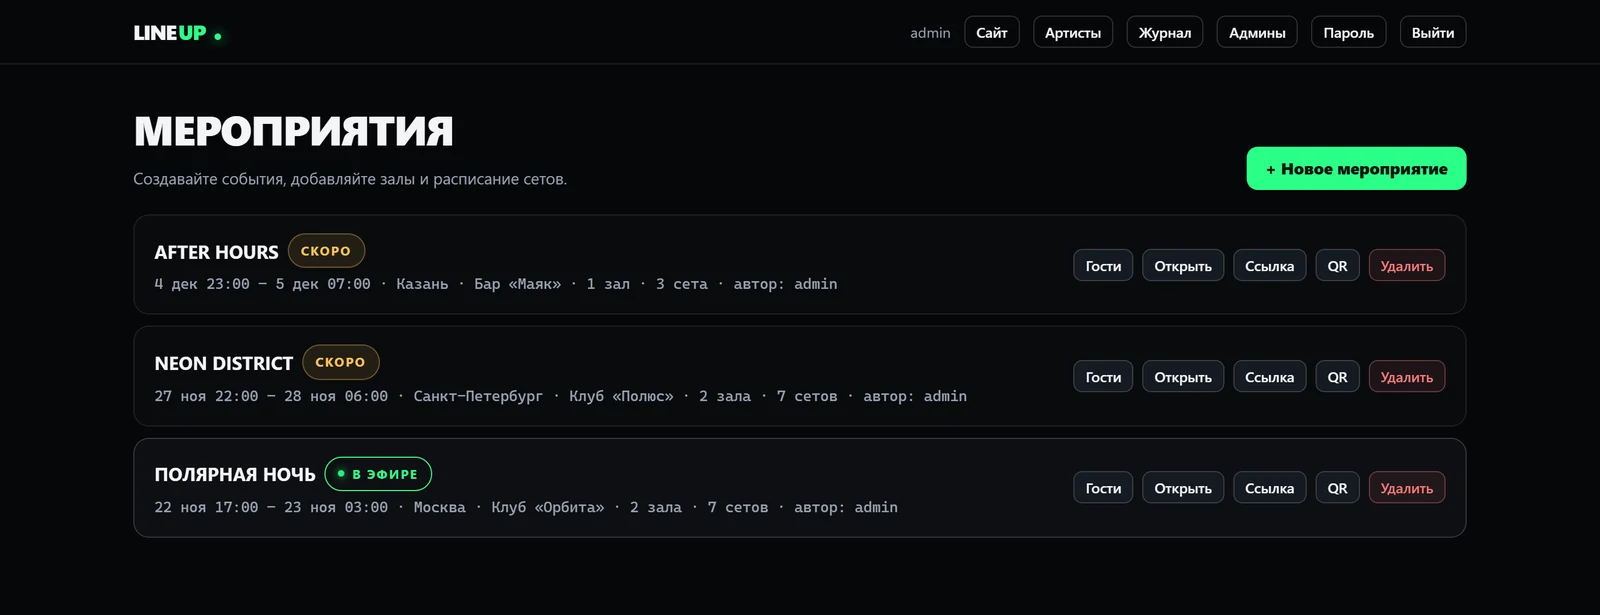 LINEUP
admin Сайт Артисты Журнал Админы Пароль Выйти
МЕРОПРИЯТИЯ
Создавайте события, добавляйте залы и расписание сетов.
+ Новое мероприятие
AFTER HOURS СКОРО
4 дек 23:00 — 5 дек 07:00 · Казань · Бар «Маяк» · 1 зал · 3 сета · автор: admin
Гости Открыть Ссылка QR Удалить
NEON DISTRICT СКОРО
27 ноя 22:00 — 28 ноя 06:00 · Санкт-Петербург · Клуб «Полюс» · 2 зала · 7 сетов · автор: admin
Гости Открыть Ссылка QR Удалить
ПОЛЯРНАЯ НОЧЬ В ЭФИРЕ
22 ноя 17:00 — 23 ноя 03:00 · Москва · Клуб «Орбита» · 2 зала · 7 сетов · автор: admin
Гости Открыть Ссылка QR Удалить